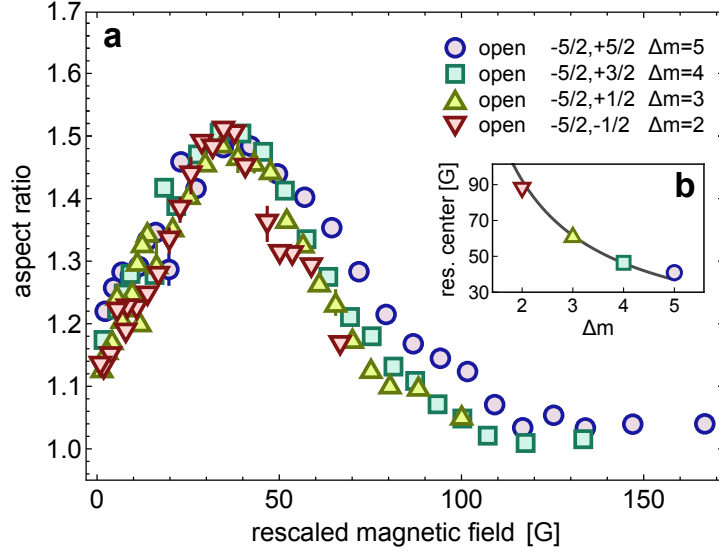 a
open -5/2,+5/2 Δm=5
open -5/2,+3/2 Δm=4
open -5/2,+1/2 Δm=3
open -5/2,-1/2 Δm=2
1.7
1.6
1.5
1.4
1.3
1.2
1.1
1.0
aspect ratio
b
90
70
50
30
res. center [G]
2 3 4 5
Δm
0 50 100 150
rescaled magnetic field [G]